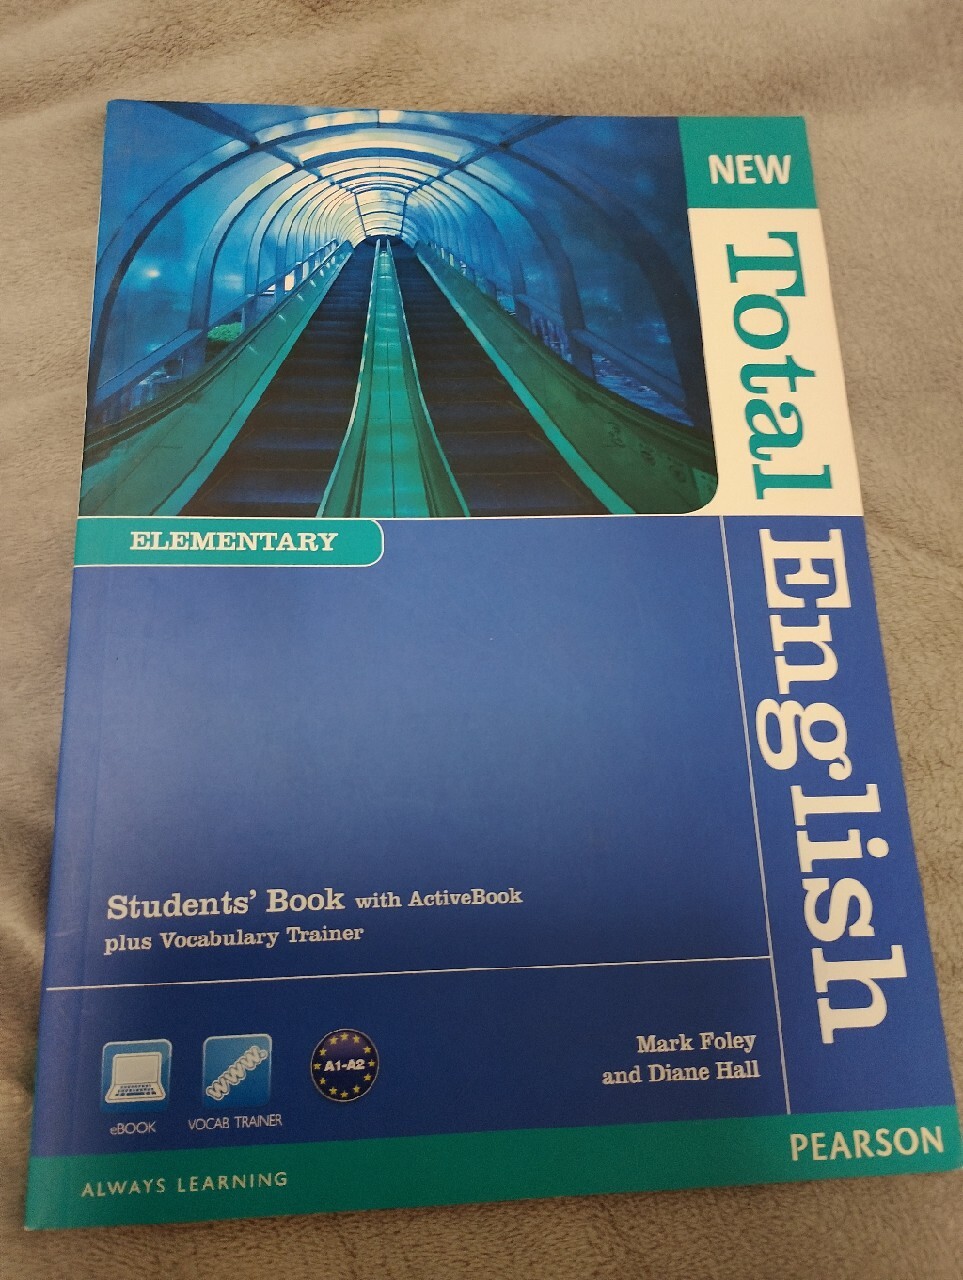 NEW
Total English
ELEMENTARY
Students' Book with ActiveBook
plus Vocabulary Trainer
Mark Foley
and Diane Hall
eBOOK
www
VOCAB TRAINER
A1-A2
PEARSON
ALWAYS LEARNING